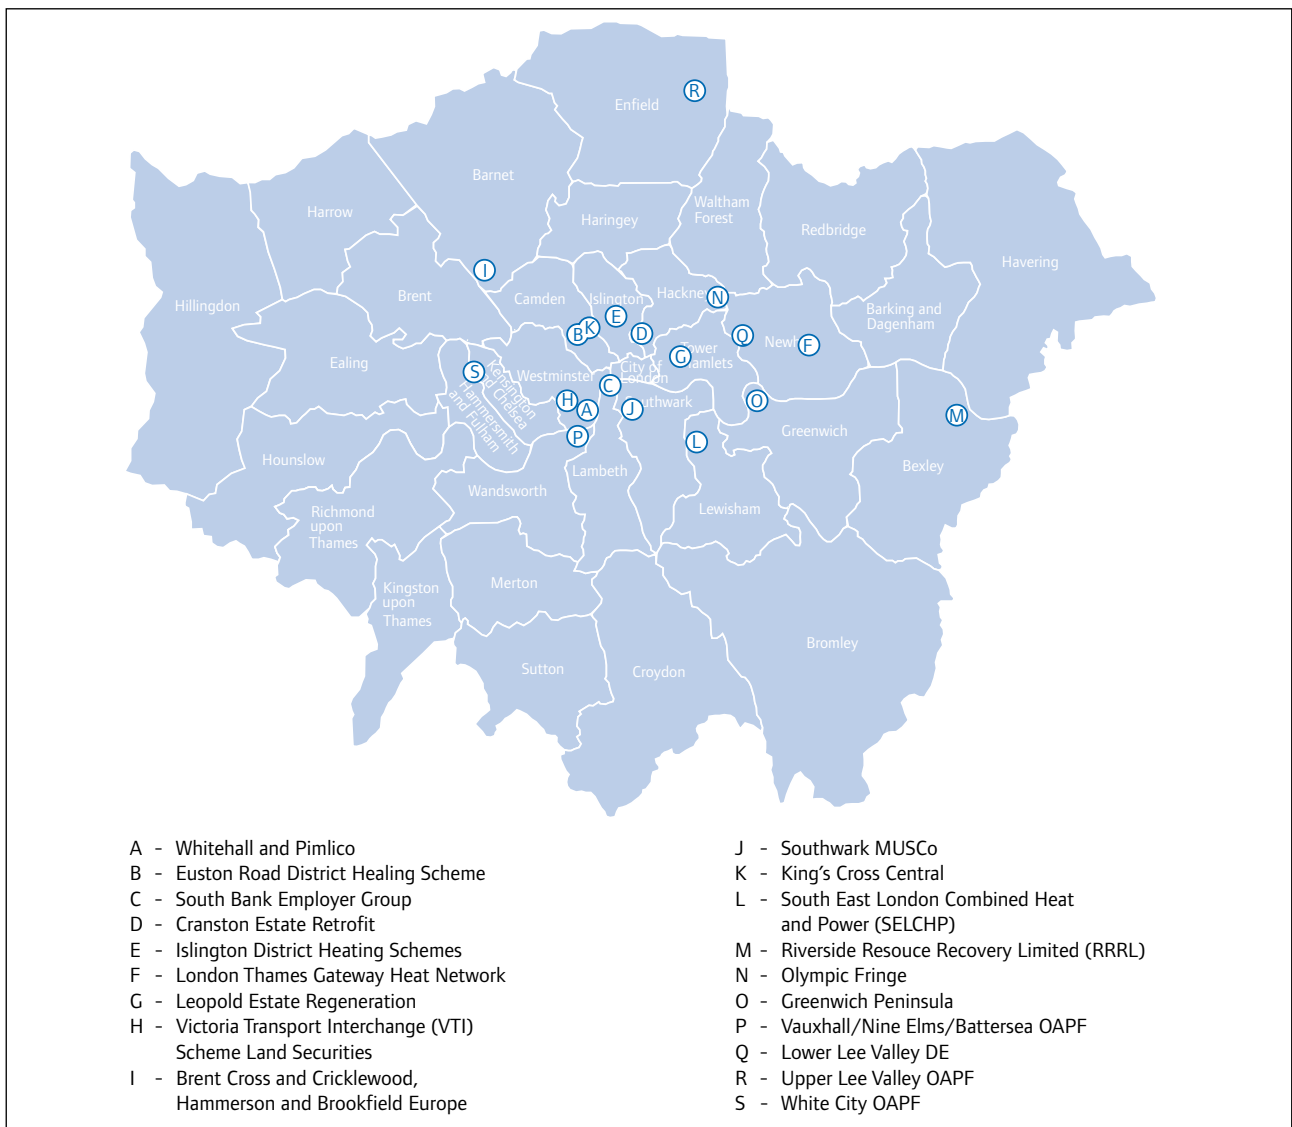 Enfield
R
Barnet
Harrow
Haringey
Waltham
Forest
Redbridge
Havering
Hillingdon
Brent
I
Camden
Islington
Hackney
N
Barking and
Dagenham
E
K
B
D
Q
Newham
F
Ealing
S
Kensington
and Chelsea
Hammersmith
and Fulham
Westminster
City of
London
G
Tower
Hamlets
C
H
A
J
Southwark
O
M
P
L
Greenwich
Bexley
Hounslow
Lambeth
Wandsworth
Richmond
upon
Thames
Lewisham
Merton
Kingston
upon
Thames
Sutton
Croydon
Bromley
A - Whitehall and Pimlico
B - Euston Road District Healing Scheme
C - South Bank Employer Group
D - Cranston Estate Retrofit
E - Islington District Heating Schemes
F - London Thames Gateway Heat Network
G - Leopold Estate Regeneration
H - Victoria Transport Interchange (VTI)
Scheme Land Securities
I - Brent Cross and Cricklewood,
Hammerson and Brookfield Europe
J - Southwark MUSCo
K - King's Cross Central
L - South East London Combined Heat
and Power (SELCHP)
M - Riverside Resouce Recovery Limited (RRRL)
N - Olympic Fringe
O - Greenwich Peninsula
P - Vauxhall/Nine Elms/Battersea OAPF
Q - Lower Lee Valley DE
R - Upper Lee Valley OAPF
S - White City OAPF